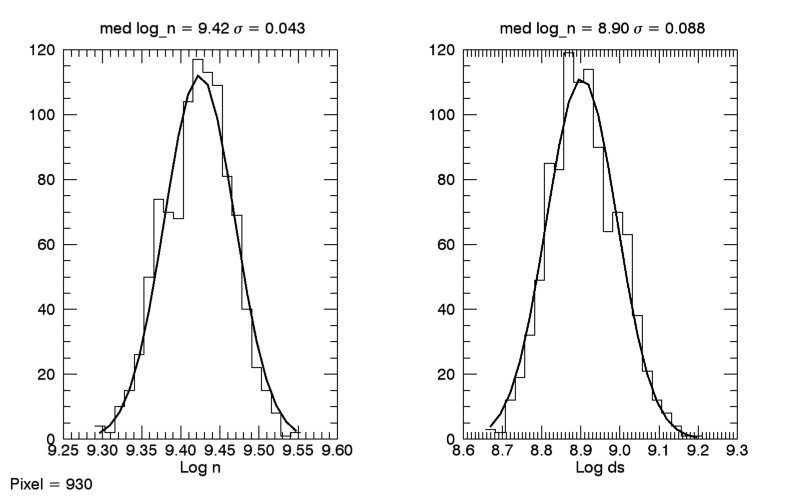 med log_n = 9.42 σ = 0.043
med log_n = 8.90 σ = 0.088
120
100
80
60
40
20
0
9.25 9.30 9.35 9.40 9.45 9.50 9.55 9.60
Log n
120
100
80
60
40
20
0
8.6 8.7 8.8 8.9 9.0 9.1 9.2 9.3
Log ds
Pixel = 930